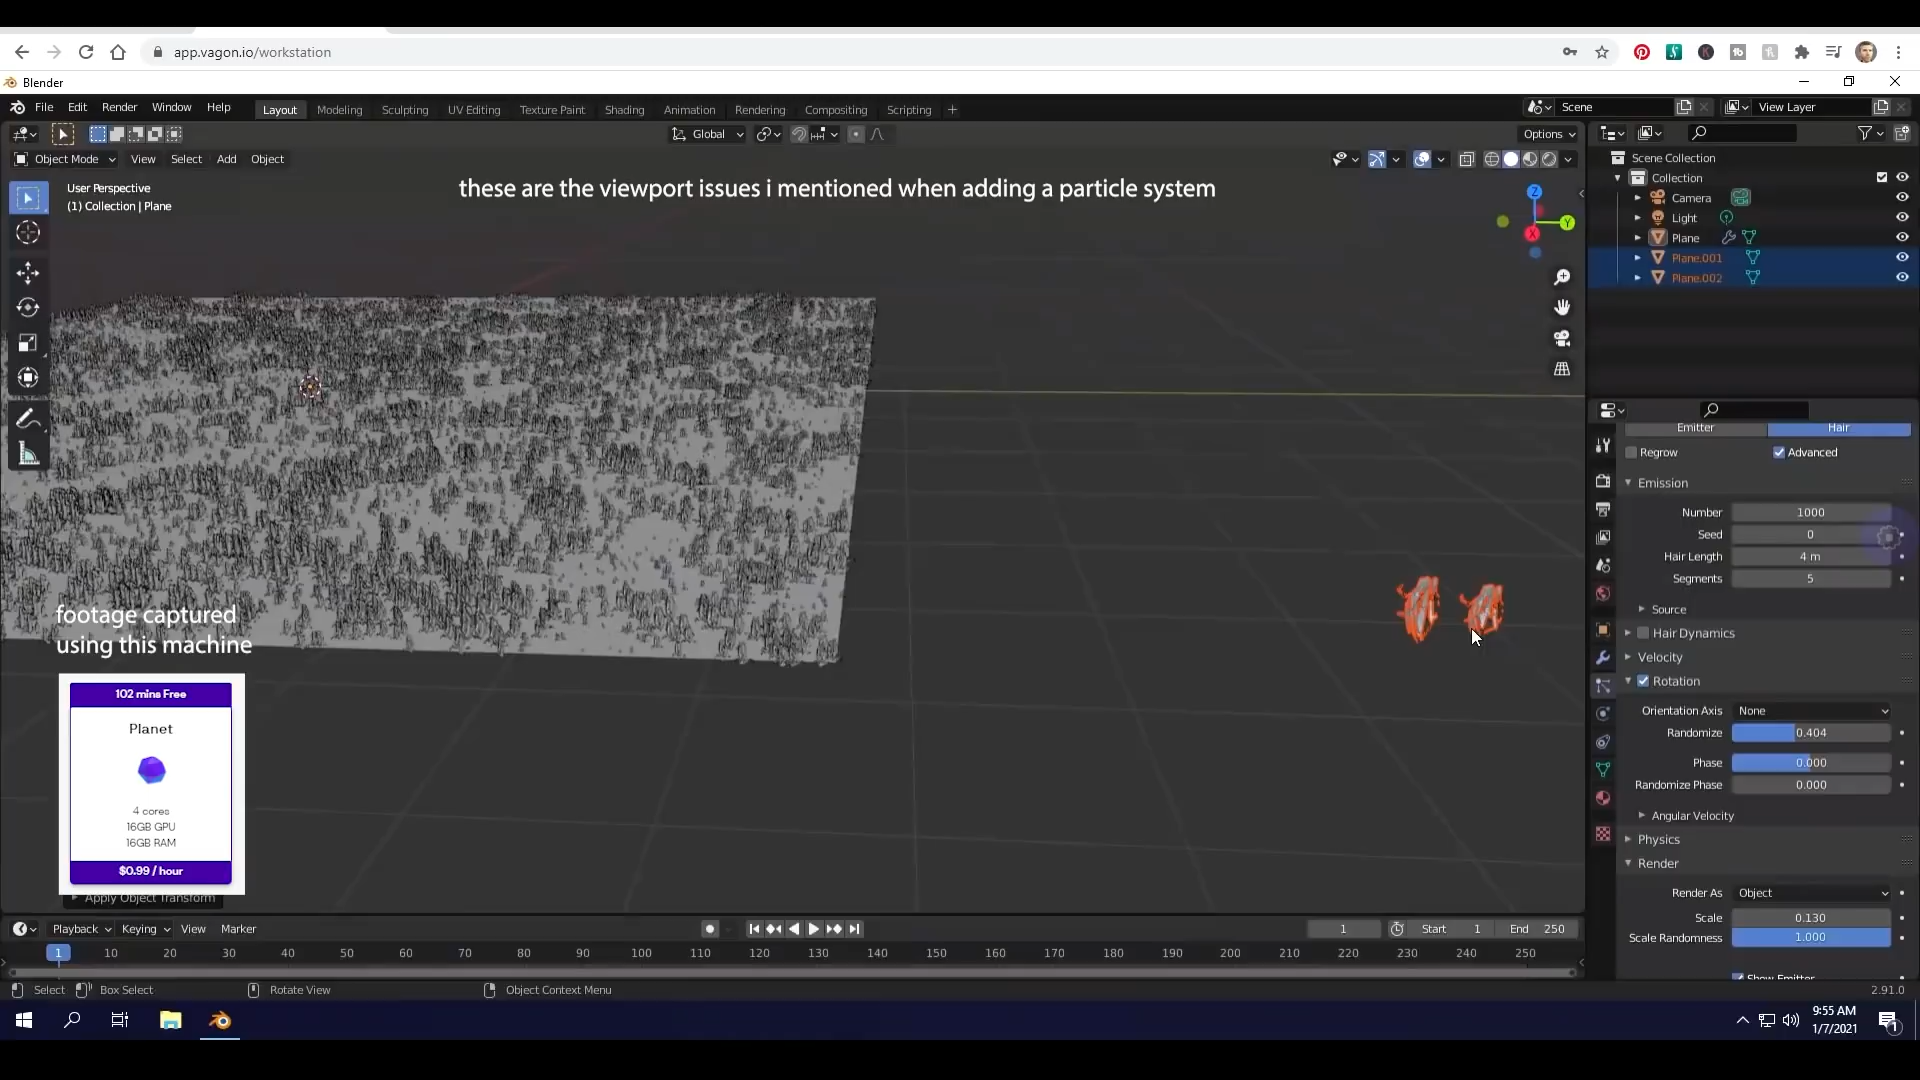 app.vagon.io/workstation
Blender
File Edit Render Window Help
Layout Modeling Sculpting UV Editing Texture Paint Shading Animation Rendering Compositing Scripting +
Scene View Layer
Global Options
Object Mode View Select Add Object
User Perspective
(1) Collection | Plane
these are the viewport issues i mentioned when adding a particle system
Z
Y
X
Scene Collection
Collection
Camera
Light
Plane
Plane.001
Plane.002
Emitter Hair
Regrow Advanced
Emission
Number 1000
Seed 0
Hair Length 4 m
Segments 5
Source
Hair Dynamics
Velocity
Rotation
Orientation Axis None
Randomize 0.404
Phase 0.000
Randomize Phase 0.000
Angular Velocity
Physics
Render
Render As Object
Scale 0.130
Scale Randomness 1.000
Show Emitter
footage captured
using this machine
102 mins Free
Planet
4 cores
16GB GPU
16GB RAM
$0.99 / hour
Apply Object Transform
Playback Keying View Marker
1 Start 1 End 250
1 10 20 30 40 50 60 70 80 90 100 110 120 130 140 150 160 170 180 190 200 210 220 230 240 250
Select Box Select Rotate View Object Context Menu
2.91.0
9:55 AM
1/7/2021
1